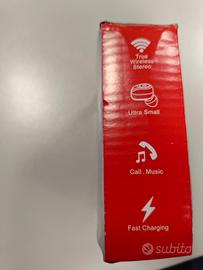 True
Wireless
Stereo
Ultra Small
Call . Music
Fast Charging
subito